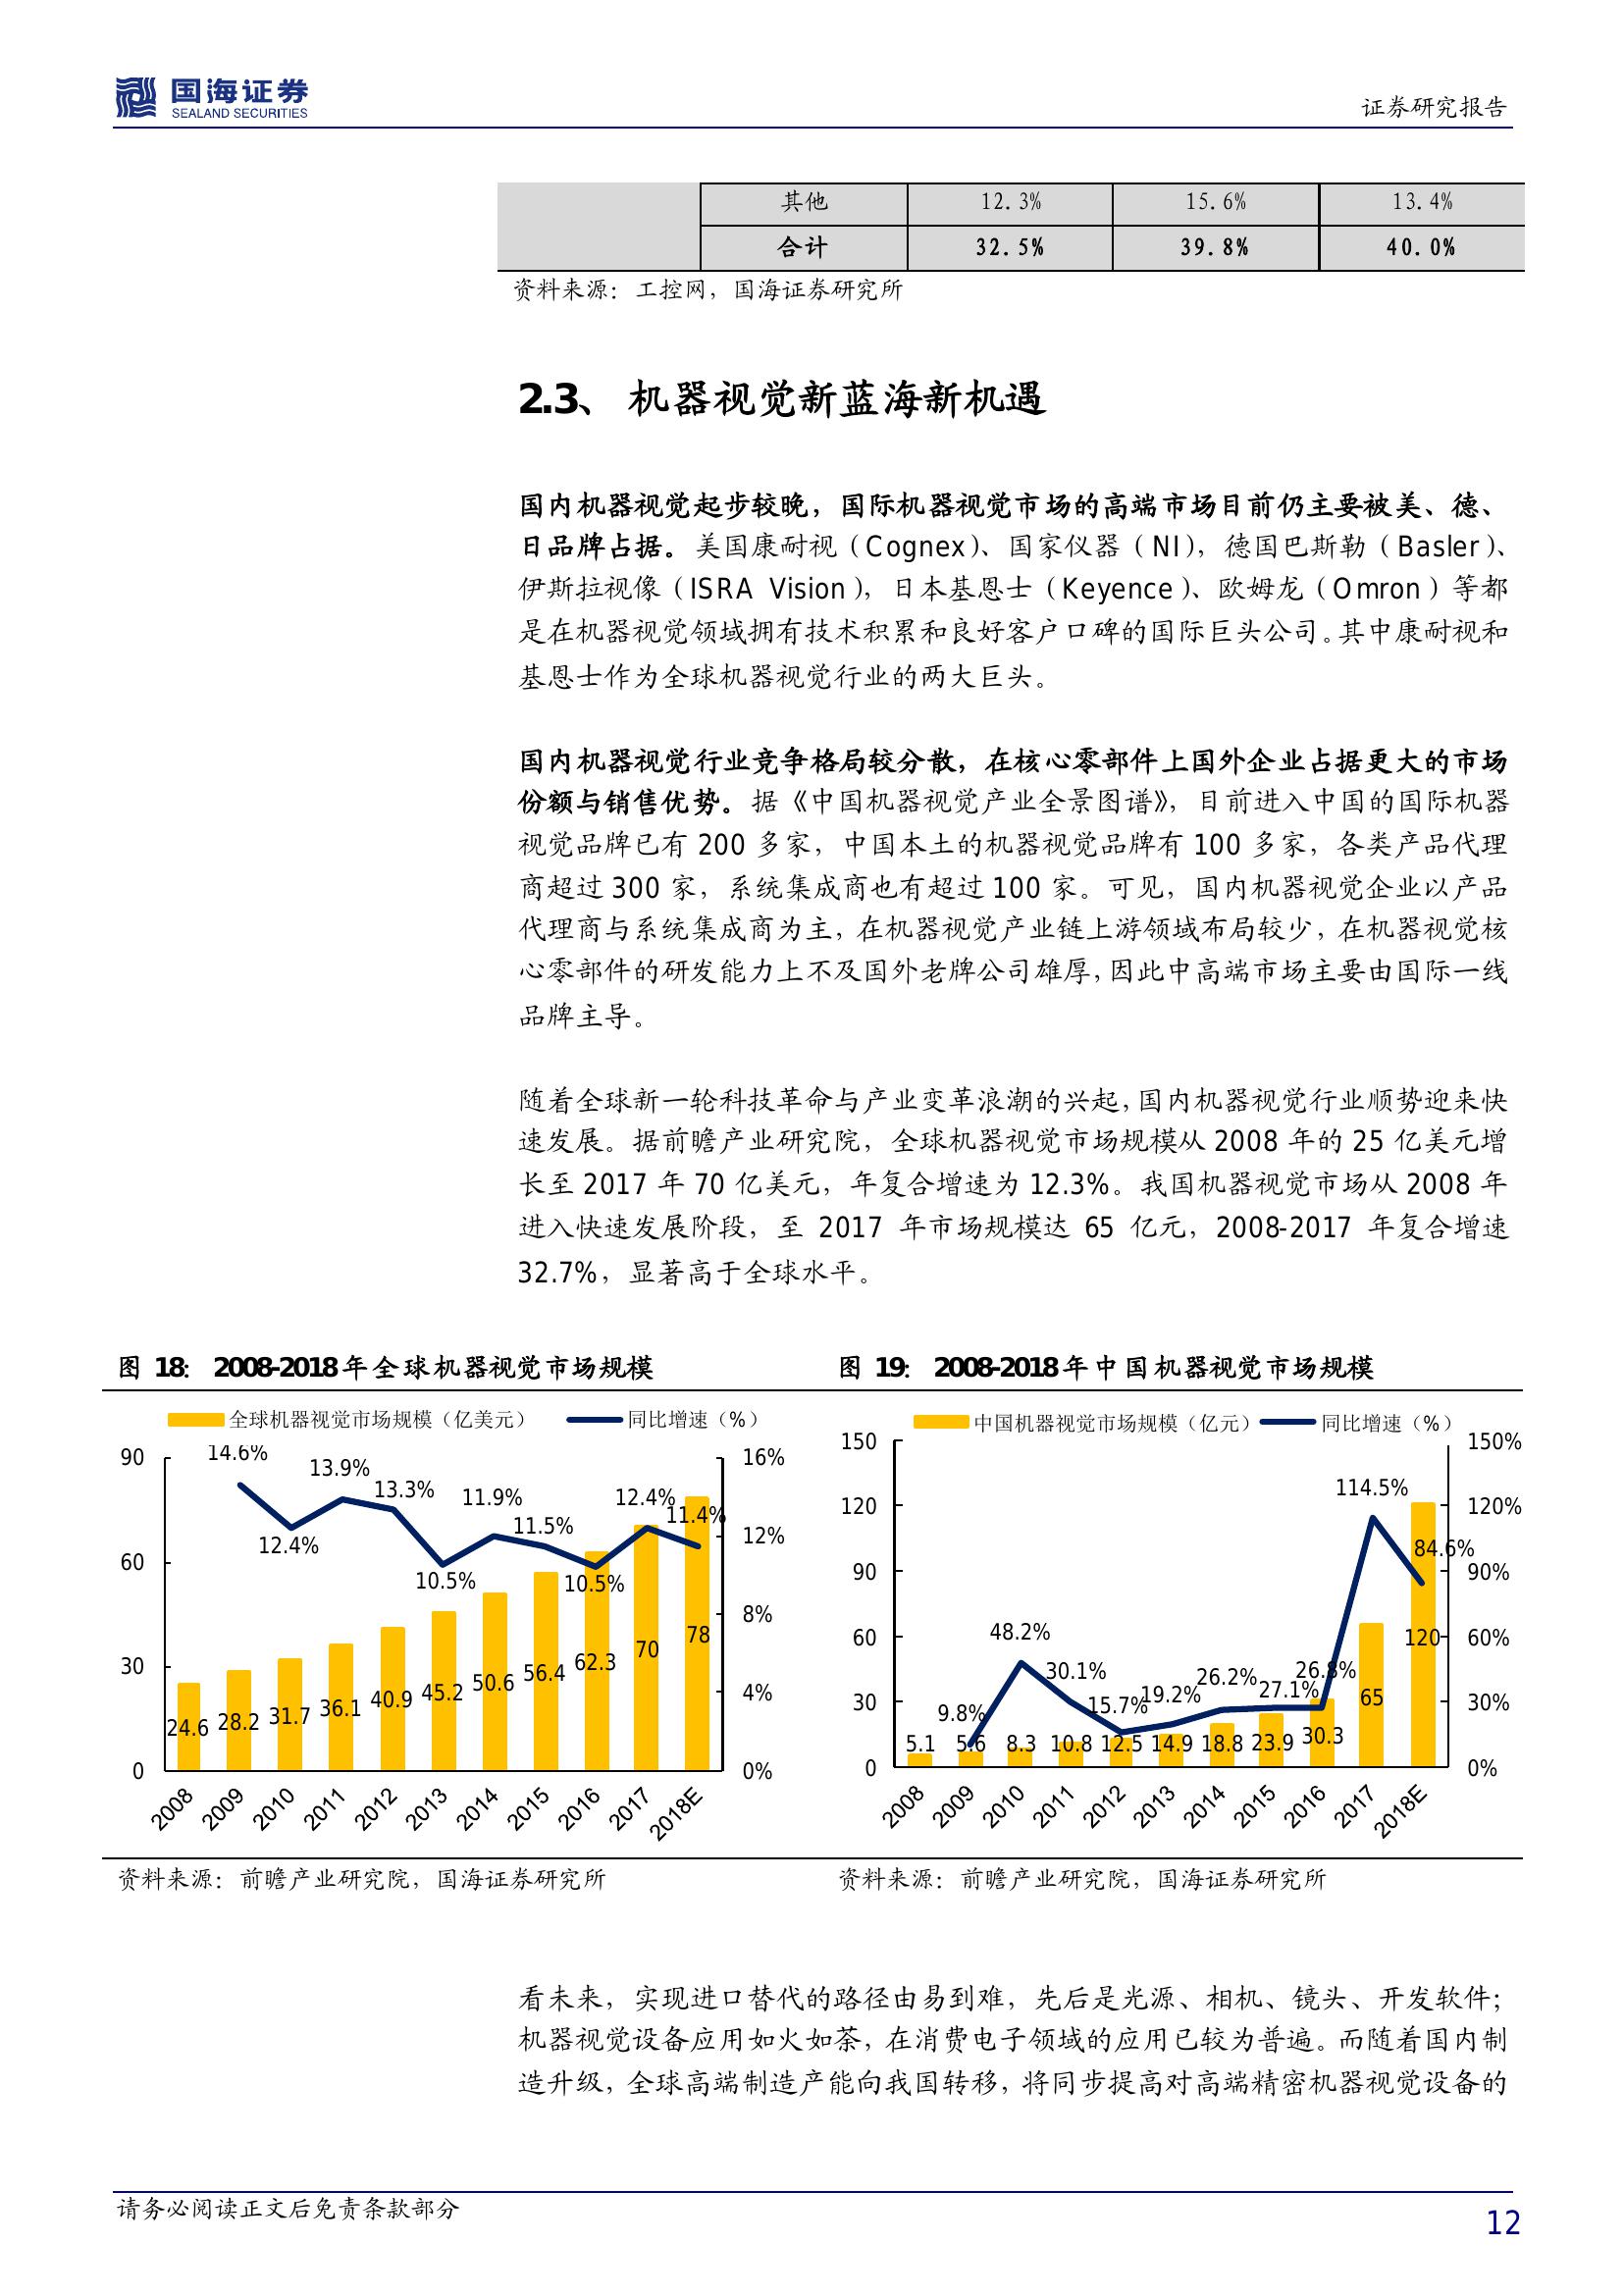 国海证券
SEALAND SECURITIES
证券研究报告
其他 12.3% 15.6% 13.4%
合计 32.5% 39.8% 40.0%
资料来源：工控网，国海证券研究所
2.3、 机器视觉新蓝海新机遇
国内机器视觉起步较晚，国际机器视觉市场的高端市场目前仍主要被美、德、
日品牌占据。美国康耐视（Cognex）、国家仪器（NI），德国巴斯勒（Basler）、
伊斯拉视像（ISRA Vision），日本基恩士（Keyence）、欧姆龙（Omron）等都
是在机器视觉领域拥有技术积累和良好客户口碑的国际巨头公司。其中康耐视和
基恩士作为全球机器视觉行业的两大巨头。
国内机器视觉行业竞争格局较分散，在核心零部件上国外企业占据更大的市场
份额与销售优势。据《中国机器视觉产业全景图谱》，目前进入中国的国际机器
视觉品牌已有 200 多家，中国本土的机器视觉品牌有 100 多家，各类产品代理
商超过 300 家，系统集成商也有超过 100 家。可见，国内机器视觉企业以产品
代理商与系统集成商为主，在机器视觉产业链上游领域布局较少，在机器视觉核
心零部件的研发能力上不及国外老牌公司雄厚，因此中高端市场主要由国际一线
品牌主导。
随着全球新一轮科技革命与产业变革浪潮的兴起，国内机器视觉行业顺势迎来快
速发展。据前瞻产业研究院，全球机器视觉市场规模从 2008 年的 25 亿美元增
长至 2017 年 70 亿美元，年复合增速为 12.3%。我国机器视觉市场从 2008 年
进入快速发展阶段，至 2017 年市场规模达 65 亿元，2008-2017 年复合增速
32.7%，显著高于全球水平。
图 18： 2008-2018 年全球机器视觉市场规模
全球机器视觉市场规模（亿美元） 同比增速（%）
90 60 30 0
16% 12% 8% 4% 0%
14.6% 12.4% 13.9% 13.3% 10.5% 11.9% 11.5% 10.5% 12.4% 11.4%
24.6 28.2 31.7 36.1 40.9 45.2 50.6 56.4 62.3 70 78
2008 2009 2010 2011 2012 2013 2014 2015 2016 2017 2018E
资料来源：前瞻产业研究院，国海证券研究所
图 19： 2008-2018 年中国机器视觉市场规模
中国机器视觉市场规模（亿元） 同比增速（%）
150 120 90 60 30 0
150% 120% 90% 60% 30% 0%
9.8% 48.2% 30.1% 15.7% 19.2% 26.2% 27.1% 26.8% 114.5% 84.6%
5.1 5.6 8.3 10.8 12.5 14.9 18.8 23.9 30.3 65 120
2008 2009 2010 2011 2012 2013 2014 2015 2016 2017 2018E
资料来源：前瞻产业研究院，国海证券研究所
看未来，实现进口替代的路径由易到难，先后是光源、相机、镜头、开发软件；
机器视觉设备应用如火如荼，在消费电子领域的应用已较为普遍。而随着国内制
造升级，全球高端制造产能向我国转移，将同步提高对高端精密机器视觉设备的
请务必阅读正文后免责条款部分
12